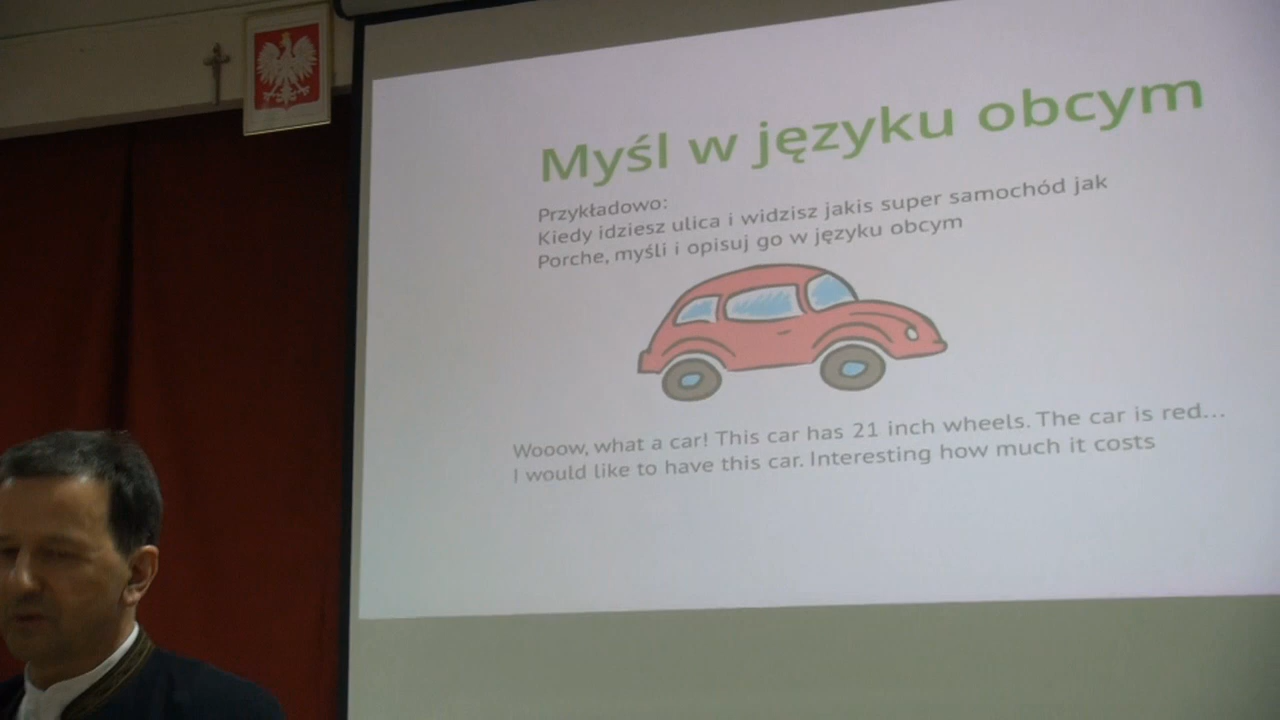 Myśl w języku obcym
Przykładowo:
Kiedy idziesz ulica i widzisz jakis super samochód jak
Porche, myśli i opisuj go w języku obcym
Wooow, what a car! This car has 21 inch wheels. The car is red...
I would like to have this car. Interesting how much it costs